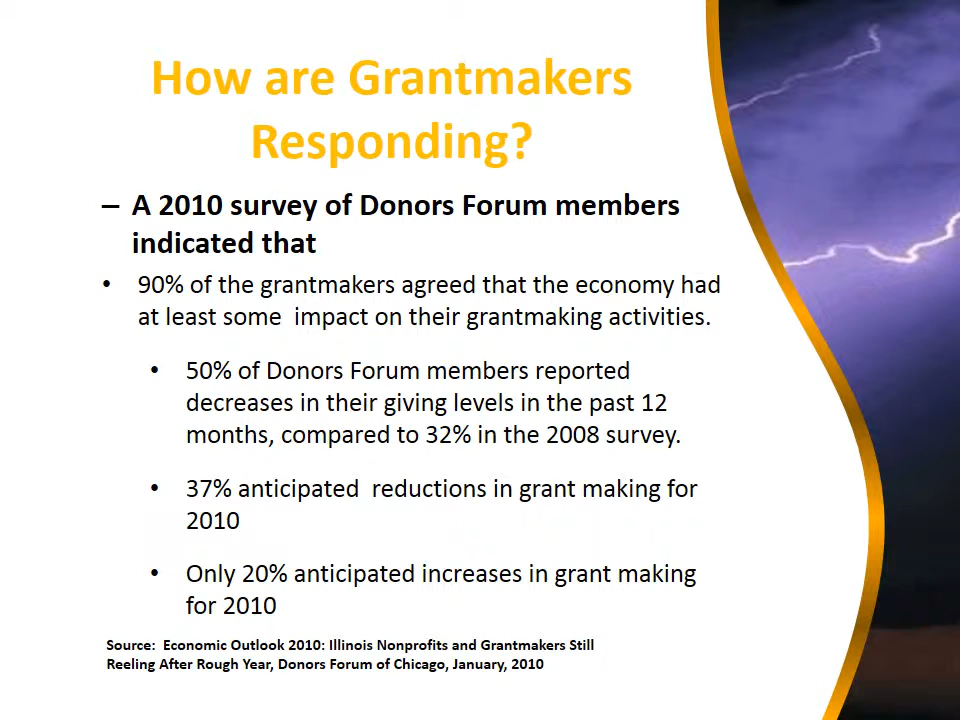 How are Grantmakers
Responding?
– A 2010 survey of Donors Forum members
indicated that
• 90% of the grantmakers agreed that the economy had
at least some  impact on their grantmaking activities.
• 50% of Donors Forum members reported
decreases in their giving levels in the past 12
months, compared to 32% in the 2008 survey.
• 37% anticipated  reductions in grant making for
2010
• Only 20% anticipated increases in grant making
for 2010
Source:  Economic Outlook 2010: Illinois Nonprofits and Grantmakers Still
Reeling After Rough Year, Donors Forum of Chicago, January, 2010